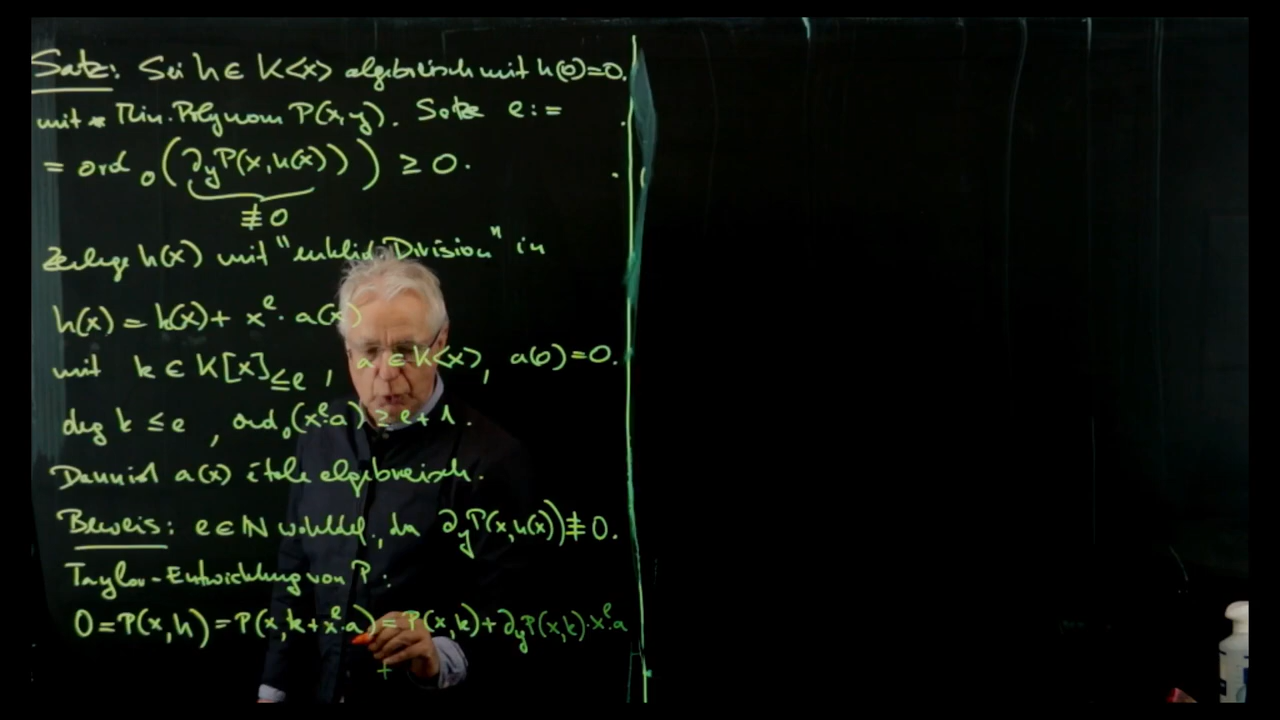 Satz: Sei h ∈ K<x> algebraisch mit h(0)=0.
mit Min.Polynom P(x,y). Setze e:=
= ord₀(∂yP(x,h(x))) ≥ 0.
≢ 0
Zerlege h(x) mit "euklid. Division" in
h(x) = k(x) + x^e · a(x)
mit k ∈ K[x]≤e, a ∈ K<x>, a(0)=0.
deg k ≤ e, ord₀(x^e·a) ≥ e+1.
Dann ist a(x) étale algebraisch.
Beweis: e ∈ ℕ wohldef., da ∂yP(x,h(x)) ≢ 0.
Taylor-Entwicklung von P:
0 = P(x,h) = P(x,k+x^e·a) = P(x,k) + ∂yP(x,k)·x^e·a
+